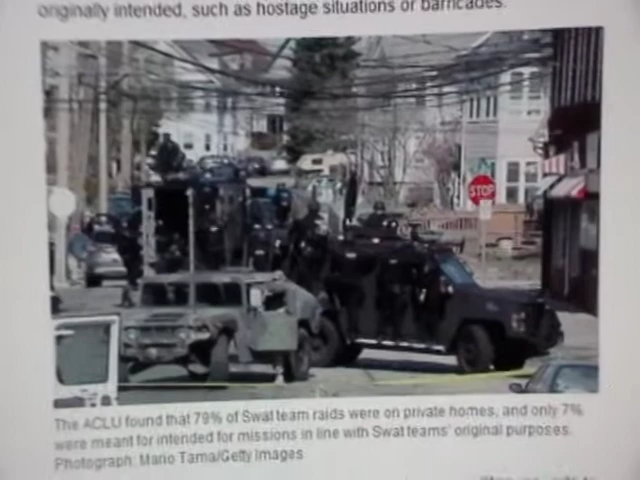 originally intended, such as hostage situations or barricades.
STOP
The ACLU found that 79% of Swat team raids were on private homes, and only 7%
were meant for intended for missions in line with Swat teams' original purposes.
Photograph: Mario Tama/Getty Images